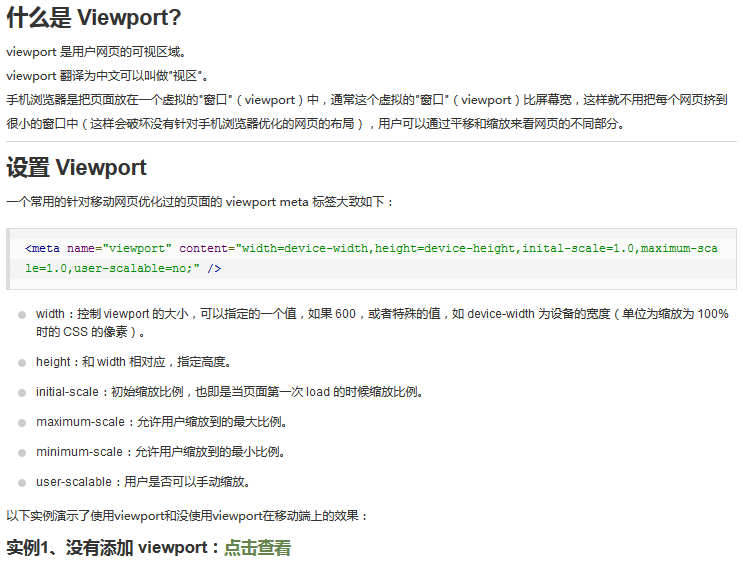 什么是 Viewport?
viewport 是用户网页的可视区域。
viewport 翻译为中文可以叫做"视区"。
手机浏览器是把页面放在一个虚拟的"窗口"（viewport）中，通常这个虚拟的"窗口"（viewport）比屏幕宽，这样就不用把每个网页挤到
很小的窗口中（这样会破坏没有针对手机浏览器优化的网页的布局），用户可以通过平移和缩放来看网页的不同部分。
设置 Viewport
一个常用的针对移动网页优化过的页面的 viewport meta 标签大致如下：
<meta name="viewport" content="width=device-width,height=device-height,inital-scale=1.0,maximum-sca
le=1.0,user-scalable=no;" />
width：控制 viewport 的大小，可以指定的一个值，如果 600，或者特殊的值，如 device-width 为设备的宽度（单位为缩放为 100%
时的 CSS 的像素）。
height：和 width 相对应，指定高度。
initial-scale：初始缩放比例，也即是当页面第一次 load 的时候缩放比例。
maximum-scale：允许用户缩放到的最大比例。
minimum-scale：允许用户缩放到的最小比例。
user-scalable：用户是否可以手动缩放。
以下实例演示了使用viewport和没使用viewport在移动端上的效果：
实例1、没有添加 viewport：点击查看